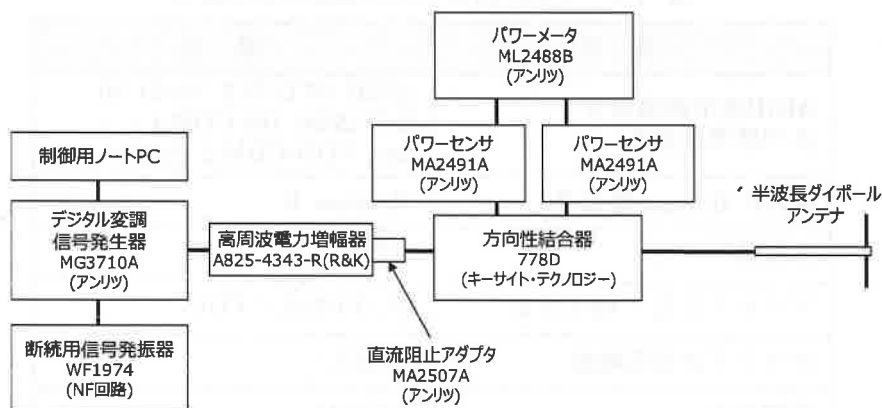 パワーメータ
ML2488B
(アンリツ)
パワーセンサ
MA2491A
(アンリツ)
パワーセンサ
MA2491A
(アンリツ)
制御用ノートPC
デジタル変調
信号発生器
MG3710A
(アンリツ)
高周波電力増幅器
A825-4343-R(R&K)
方向性結合器
778D
(キーサイト・テクノロジー)
半波長ダイポール
アンテナ
断続用信号発振器
WF1974
(NF回路)
直流阻止アダプタ
MA2507A
(アンリツ)